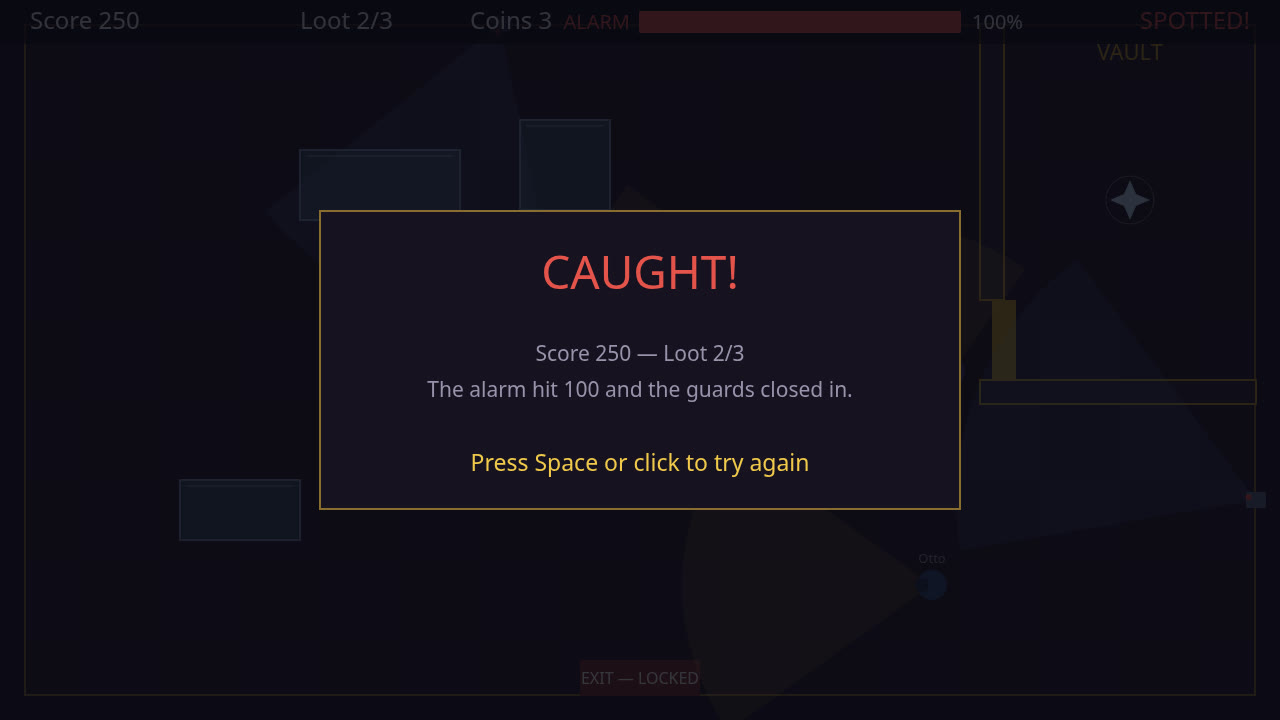 Score 250
Loot 2/3
Coins 3
ALARM
100%
SPOTTED!
VAULT
CAUGHT!
Score 250 — Loot 2/3
The alarm hit 100 and the guards closed in.
Press Space or click to try again
Otto
EXIT — LOCKED